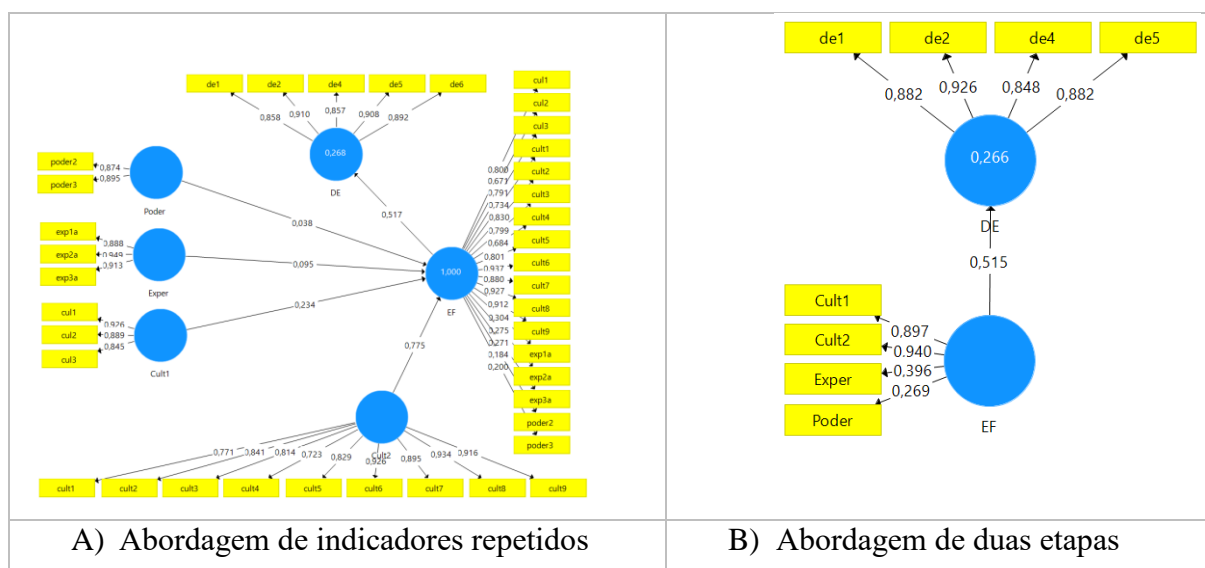 de1 de2 de4 de5 de6
0,858 0,910 0,857 0,908 0,892
0,268
DE
poder2
poder3
0,874
0,895
Poder
exp1a
exp2a
exp3a
0,888
0,949
0,913
Exper
cul1
cul2
cul3
0,926
0,889
0,845
Cult1
0,038
0,095
0,234
0,517
0,775
1,000
EF
0,800
0,671
0,791
0,734
0,830
0,799
0,684
0,801
0,937
0,880
0,927
0,912
0,304
0,275
0,271
0,184
0,200
cul1
cul2
cul3
cult1
cult2
cult3
cult4
cult5
cult6
cult7
cult8
cult9
exp1a
exp2a
exp3a
poder2
poder3
Cult2
0,771 0,841 0,814 0,723 0,829 0,926 0,895 0,934 0,916
cult1 cult2 cult3 cult4 cult5 cult6 cult7 cult8 cult9
A) Abordagem de indicadores repetidos
de1 de2 de4 de5
0,882 0,926 0,848 0,882
0,266
DE
0,515
Cult1
Cult2
Exper
Poder
0,897
0.940
0,396
0,269
EF
B) Abordagem de duas etapas